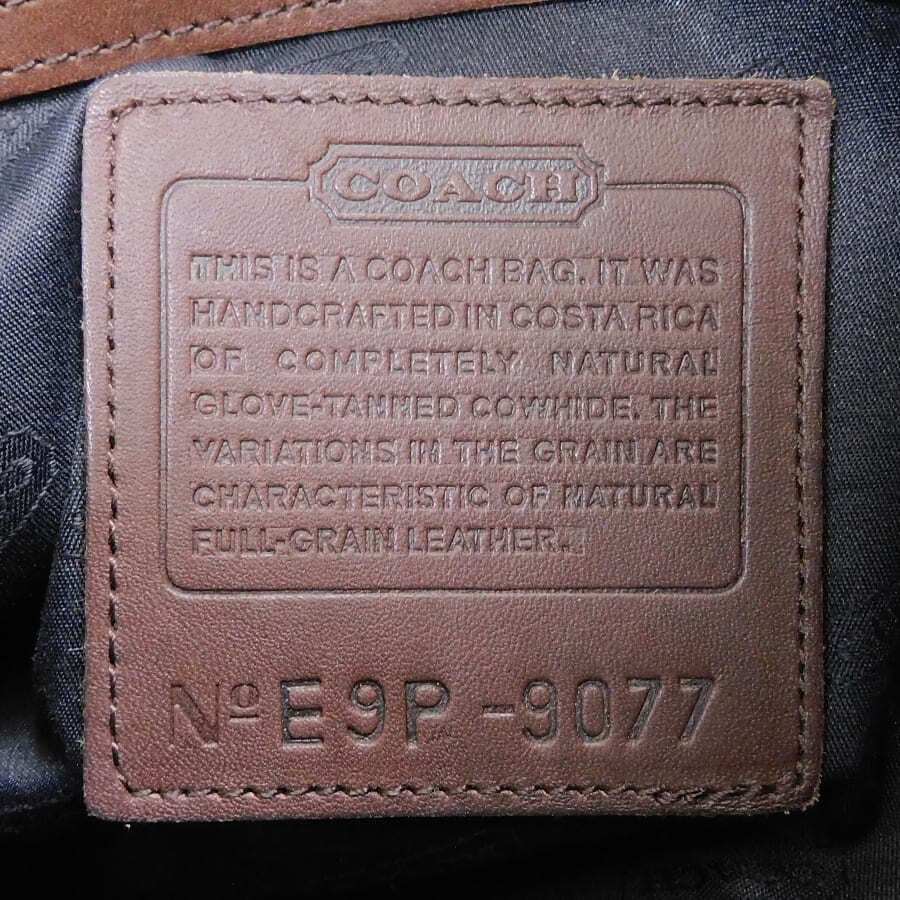 COACH
THIS IS A COACH BAG. IT WAS
HANDCRAFTED IN COSTA RICA
OF COMPLETELY NATURAL
GLOVE-TANNED COWHIDE. THE
VARIATIONS IN THE GRAIN ARE
CHARACTERISTIC OF NATURAL
FULL-GRAIN LEATHER.
Nº E9P-9077